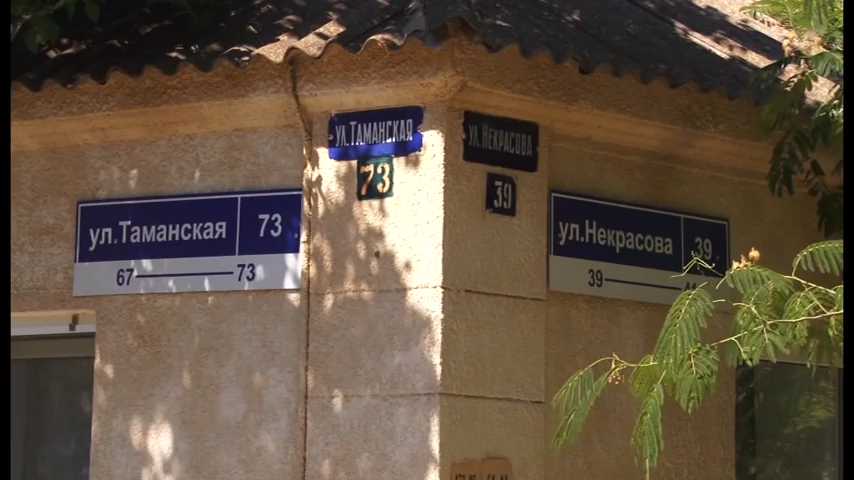 ул. ТАМАНСКАЯ
73
ул. НЕКРАСОВА
39
ул.Таманская 73
67 73
ул.Некрасова 39
39